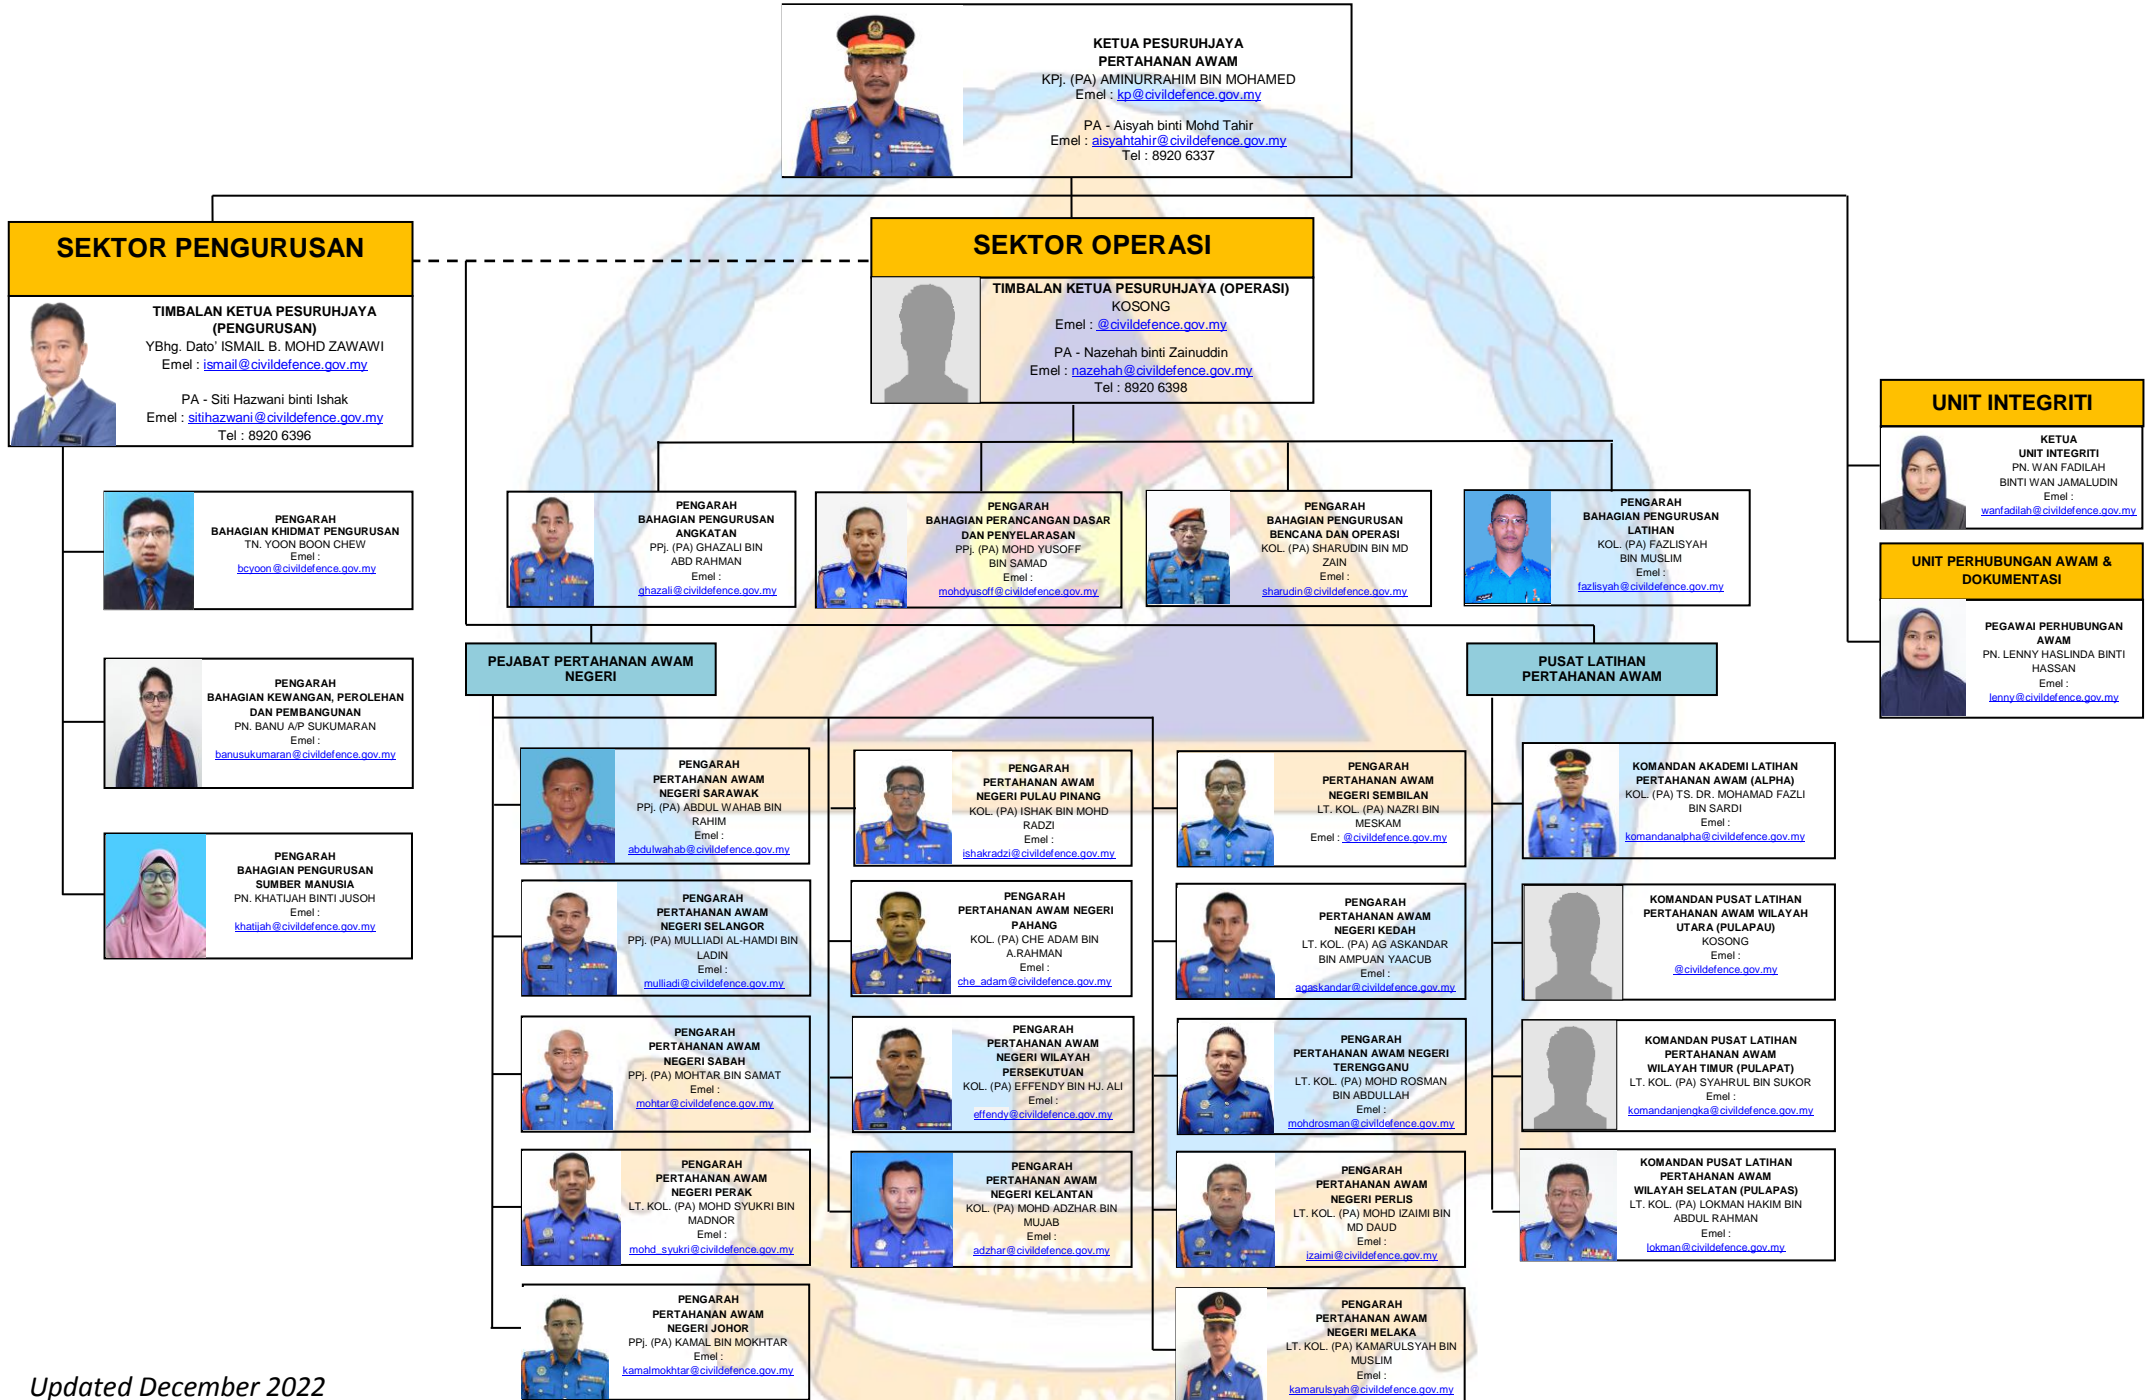 KETUA PESURUHJAYA
PERTAHANAN AWAM
KPj. (PA) AMINURRAHIM BIN MOHAMED
Emel : kp@civildefence.gov.my
PA - Aisyah binti Mohd Tahir
Emel : aisyahtahir@civildefence.gov.my
Tel : 8920 6337
SEKTOR PENGURUSAN
TIMBALAN KETUA PESURUHJAYA
(PENGURUSAN)
YBhg. Dato' ISMAIL B. MOHD ZAWAWI
Emel : ismail@civildefence.gov.my
PA - Siti Hazwani binti Ishak
Emel : sitihazwani@civildefence.gov.my
Tel : 8920 6396
SEKTOR OPERASI
TIMBALAN KETUA PESURUHJAYA (OPERASI)
KOSONG
Emel : @civildefence.gov.my
PA - Nazehah binti Zainuddin
Emel : nazehah@civildefence.gov.my
Tel : 8920 6398
UNIT INTEGRITI
KETUA
UNIT INTEGRITI
PN. WAN FADILAH
BINTI WAN JAMALUDIN
Emel :
wanfadilah@civildefence.gov.my
UNIT PERHUBUNGAN AWAM &
DOKUMENTASI
PEGAWAI PERHUBUNGAN
AWAM
PN. LENNY HASLINDA BINTI
HASSAN
Emel :
lenny@civildefence.gov.my
PENGARAH
BAHAGIAN KHIDMAT PENGURUSAN
TN. YOON BOON CHEW
Emel :
bcyoon@civildefence.gov.my
PENGARAH
BAHAGIAN KEWANGAN, PEROLEHAN
DAN PEMBANGUNAN
PN. BANU A/P SUKUMARAN
Emel :
banusukumaran@civildefence.gov.my
PENGARAH
BAHAGIAN PENGURUSAN
SUMBER MANUSIA
PN. KHATIJAH BINTI JUSOH
Emel :
khatijah@civildefence.gov.my
PENGARAH
BAHAGIAN PENGURUSAN
ANGKATAN
PPj. (PA) GHAZALI BIN
ABD RAHMAN
Emel :
ghazali@civildefence.gov.my
PENGARAH
BAHAGIAN PERANCANGAN DASAR
DAN PENYELARASAN
PPj. (PA) MOHD YUSOFF
BIN SAMAD
Emel :
mohdyusoff@civildefence.gov.my
PENGARAH
BAHAGIAN PENGURUSAN
BENCANA DAN OPERASI
KOL. (PA) SHARUDIN BIN MD
ZAIN
Emel :
sharudin@civildefence.gov.my
PENGARAH
BAHAGIAN PENGURUSAN
LATIHAN
KOL. (PA) FAZLISYAH
BIN MUSLIM
Emel :
fazlisyah@civildefence.gov.my
PEJABAT PERTAHANAN AWAM
NEGERI
PENGARAH
PERTAHANAN AWAM
NEGERI SARAWAK
PPj. (PA) ABDUL WAHAB BIN
RAHIM
Emel :
abdulwahab@civildefence.gov.my
PENGARAH
PERTAHANAN AWAM
NEGERI SELANGOR
PPj. (PA) MULLIADI AL-HAMDI BIN
LADIN
Emel :
mulliadi@civildefence.gov.my
PENGARAH
PERTAHANAN AWAM
NEGERI SABAH
PPj. (PA) MOHTAR BIN SAMAT
Emel :
mohtar@civildefence.gov.my
PENGARAH
PERTAHANAN AWAM
NEGERI PERAK
LT. KOL. (PA) MOHD SYUKRI BIN
MADNOR
Emel :
mohd_syukri@civildefence.gov.my
PENGARAH
PERTAHANAN AWAM
NEGERI JOHOR
PPj. (PA) KAMAL BIN MOKHTAR
Emel :
kamalmokhtar@civildefence.gov.my
PENGARAH
PERTAHANAN AWAM
NEGERI PULAU PINANG
KOL. (PA) ISHAK BIN MOHD
RADZI
Emel :
ishakradzi@civildefence.gov.my
PENGARAH
PERTAHANAN AWAM NEGERI
PAHANG
KOL. (PA) CHE ADAM BIN
A.RAHMAN
Emel :
che_adam@civildefence.gov.my
PENGARAH
PERTAHANAN AWAM
NEGERI WILAYAH
PERSEKUTUAN
KOL. (PA) EFFENDY BIN HJ. ALI
Emel :
effendy@civildefence.gov.my
PENGARAH
PERTAHANAN AWAM
NEGERI KELANTAN
KOL. (PA) MOHD ADZHAR BIN
MUJAB
Emel :
adzhar@civildefence.gov.my
PENGARAH
PERTAHANAN AWAM
NEGERI SEMBILAN
LT. KOL. (PA) NAZRI BIN
MESKAM
Emel : @civildefence.gov.my
PENGARAH
PERTAHANAN AWAM
NEGERI KEDAH
LT. KOL. (PA) AG ASKANDAR
BIN AMPUAN YAACUB
Emel :
agaskandar@civildefence.gov.my
PENGARAH
PERTAHANAN AWAM NEGERI
TERENGGANU
LT. KOL. (PA) MOHD ROSMAN
BIN ABDULLAH
Emel :
mohdrosman@civildefence.gov.my
PENGARAH
PERTAHANAN AWAM
NEGERI PERLIS
LT. KOL. (PA) MOHD IZAIMI BIN
MD DAUD
Emel :
izaimi@civildefence.gov.my
PENGARAH
PERTAHANAN AWAM
NEGERI MELAKA
LT. KOL. (PA) KAMARULSYAH BIN
MUSLIM
Emel :
kamarulsyah@civildefence.gov.my
PUSAT LATIHAN
PERTAHANAN AWAM
KOMANDAN AKADEMI LATIHAN
PERTAHANAN AWAM (ALPHA)
KOL. (PA) TS. DR. MOHAMAD FAZLI
BIN SARDI
Emel :
komandanalpha@civildefence.gov.my
KOMANDAN PUSAT LATIHAN
PERTAHANAN AWAM WILAYAH
UTARA (PULAPAU)
KOSONG
Emel :
@civildefence.gov.my
KOMANDAN PUSAT LATIHAN
PERTAHANAN AWAM
WILAYAH TIMUR (PULAPAT)
LT. KOL. (PA) SYAHRUL BIN SUKOR
Emel :
komandanjengka@civildefence.gov.my
KOMANDAN PUSAT LATIHAN
PERTAHANAN AWAM
WILAYAH SELATAN (PULAPAS)
LT. KOL. (PA) LOKMAN HAKIM BIN
ABDUL RAHMAN
Emel :
lokman@civildefence.gov.my
Updated December 2022